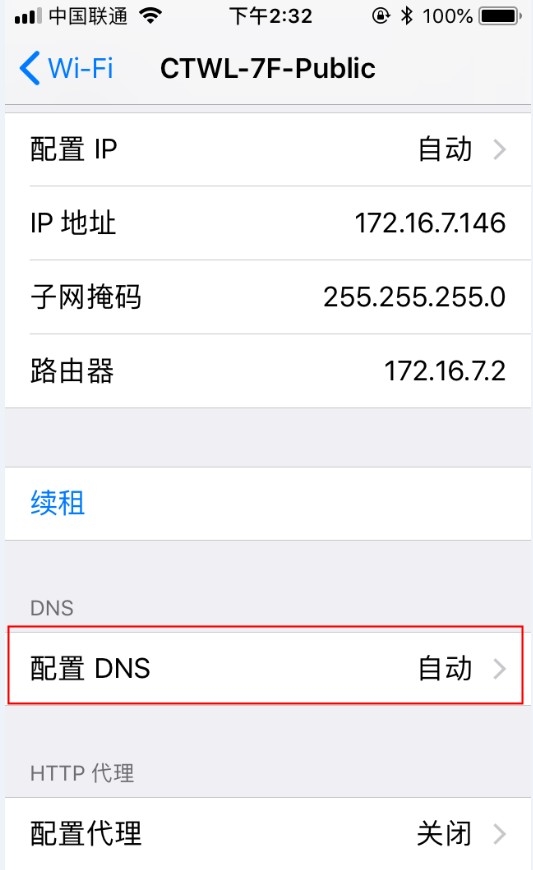 中国联通 下午2:32 100%
Wi-Fi CTWL-7F-Public
配置 IP 自动
IP 地址 172.16.7.146
子网掩码 255.255.255.0
路由器 172.16.7.2
续租
DNS
配置 DNS 自动
HTTP 代理
配置代理 关闭